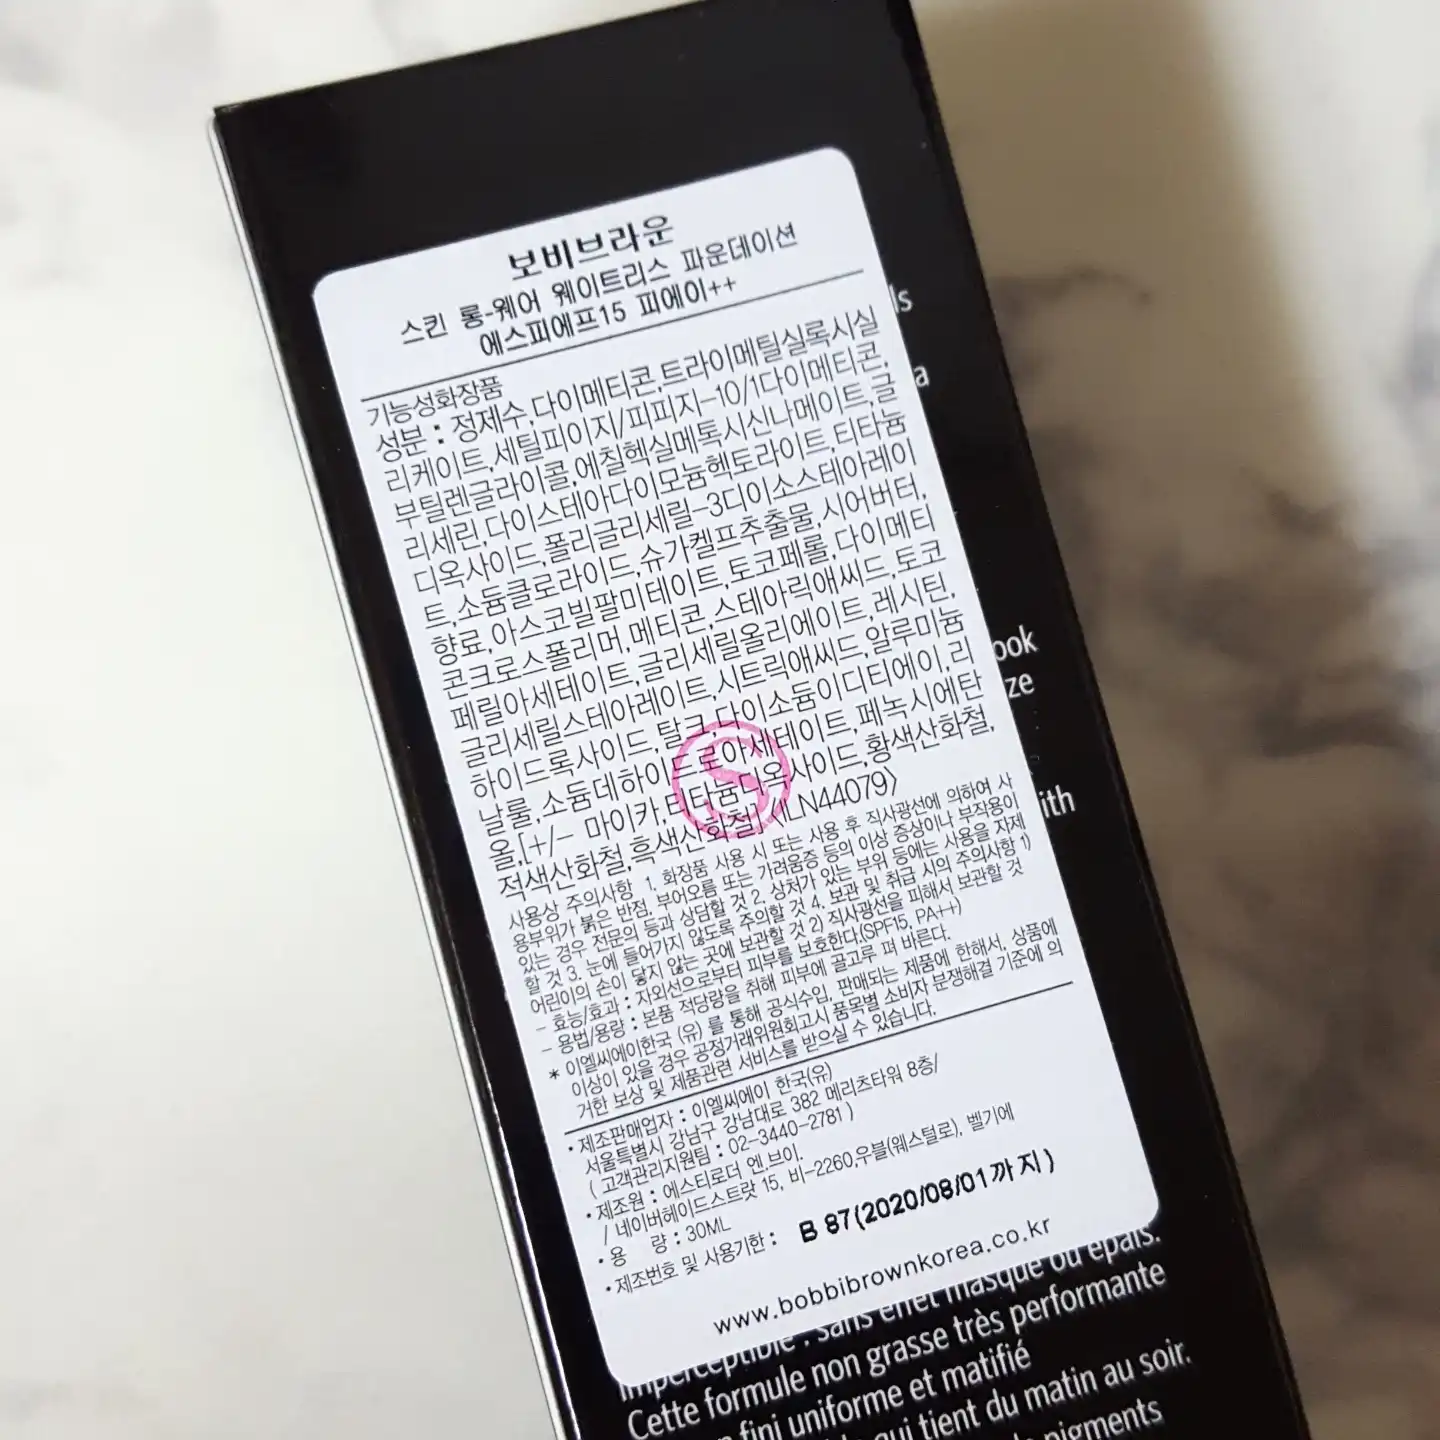 보비브라운
스킨 롱-웨어 웨이트리스 파운데이션
에스피에프15 피에이++
기능성화장품
성분 : 정제수,다이메티콘,트라이메틸실록시실
리케이트,세틸피이지/피피지-10/1다이메티콘,
부틸렌글라이콜,에칠헥실메톡시신나메이트,글
리세린,다이스테아다이모늄헥토라이트,티타늄
디옥사이드,폴리글리세릴-3디이소스테아레이
트,소듐클로라이드,슈가켈프추출물,시어버터,
향료,아스코빌팔미테이트,토코페롤,다이메티
콘크로스폴리머,메티콘,스테아릭애씨드,토코
페릴아세테이트,글리세릴올리에이트,레시틴,
글리세릴스테아레이트,시트릭애씨드,알루미늄
하이드록사이드,탈크,다이소듐이디티에이,리
날룰,소듐데하이드로아세테이트,페녹시에탄
올,[+/- 마이카,티타늄디옥사이드,황색산화철,
적색산화철,흑색산화철] 〈ILN44079〉
S
사용상 주의사항 1. 화장품 사용 시 또는 사용 후 직사광선에 의하여 사
용부위가 붉은 반점, 부어오름 또는 가려움증 등의 이상 증상이나 부작용이
있는 경우 전문의 등과 상담할 것 2. 상처가 있는 부위 등에는 사용을 자제
할 것 3. 눈에 들어가지 않도록 주의할 것 4. 보관 및 취급 시의 주의사항 1)
어린이의 손이 닿지 않는 곳에 보관할 것 2) 직사광선을 피해서 보관할 것
- 효능/효과 : 자외선으로부터 피부를 보호한다.(SPF15, PA++)
- 용법/용량 : 본품 적당량을 취해 피부에 골고루 펴 바른다.
* 이엘씨에이한국 (유) 를 통해 공식수입, 판매되는 제품에 한해서, 상품에
이상이 있을 경우 공정거래위원회고시 품목별 소비자 분쟁해결 기준에 의
거한 보상 및 제품관련 서비스를 받으실 수 있습니다.
•제조판매업자 : 이엘씨에이 한국(유)
서울특별시 강남구 강남대로 382 메리츠타워 8층/
( 고객관리지원팀 : 02-3440-2781 )
•제조원 : 에스티로더 엔.브이.
/ 네이버헤이드스트랏 15, 비-2260,우블(웨스털로), 벨기에
•용 량 : 30ML
•제조번호 및 사용기한 : B 87(2020/08/01까지)
www.bobbibrownkorea.co.kr
ls
a
ook
ze
ith
masque ou épais.
imperceptible : sans effet
Cette formule non grasse très performante
fini uniforme et matifié
qui tient du matin au soir.
pigments